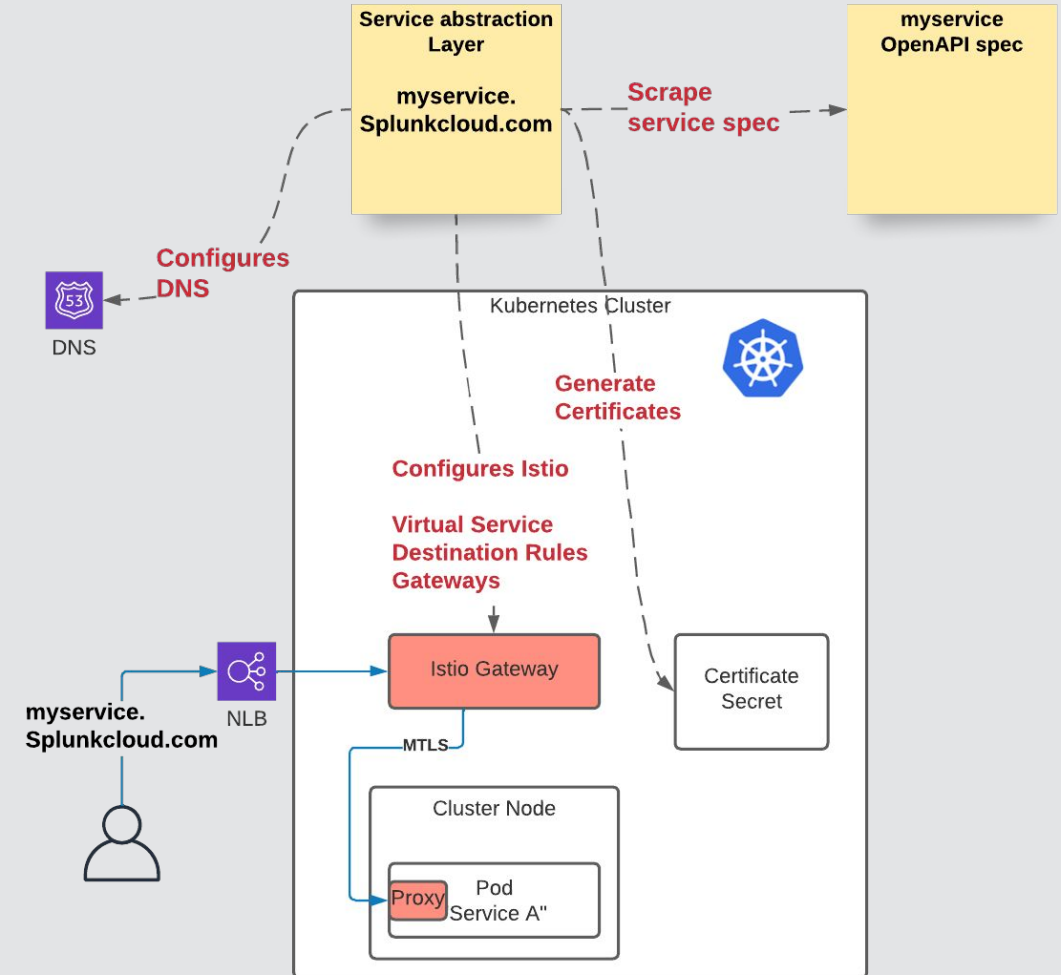 Service abstraction
Layer
myservice.
Splunkcloud.com
myservice
OpenAPI spec
Scrape
service spec
Configures
DNS
53
DNS
Kubernetes Cluster
Generate
Certificates
Configures Istio
Virtual Service
Destination Rules
Gateways
Istio Gateway
Certificate
Secret
myservice.
Splunkcloud.com
NLB
MTLS
Cluster Node
Proxy
Pod
Service A"